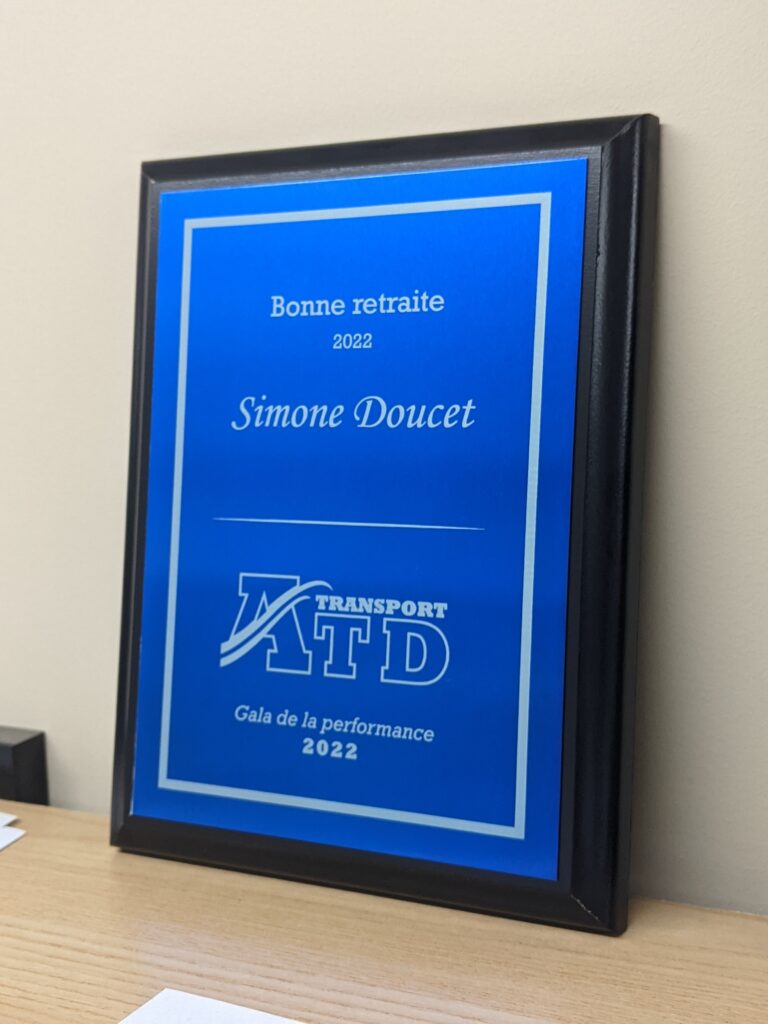 Bonne retraite
2022
Simone Doucet
TRANSPORT
ATD
Gala de la performance
2022